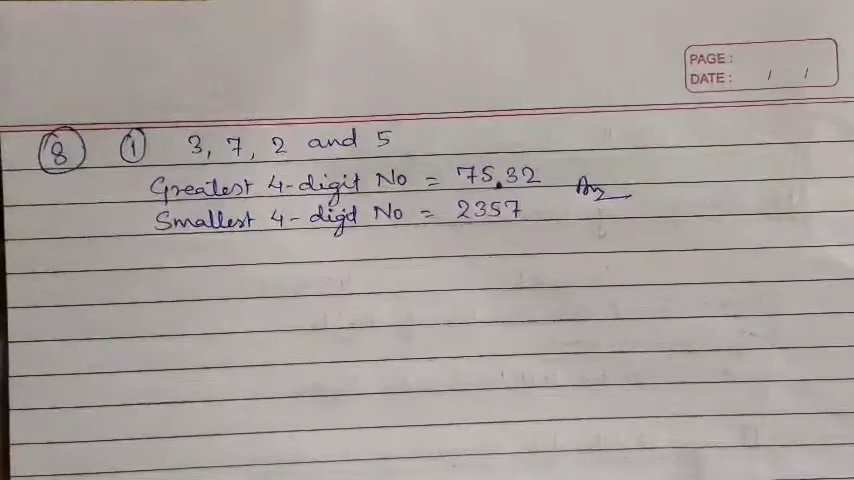 PAGE :
DATE : / /
8 1 3, 7, 2 and 5
Greatest 4-digit No = 75.32 Ans
Smallest 4-digit No = 2357